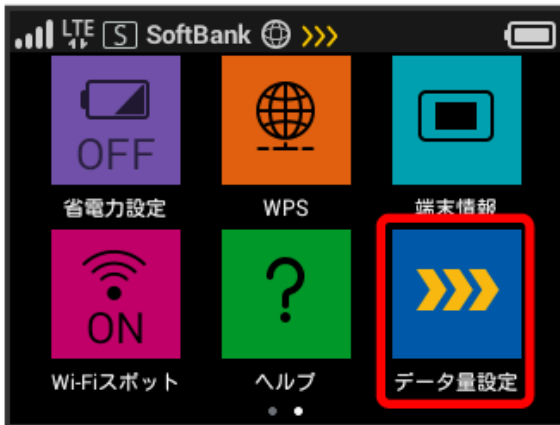 LTE S SoftBank
OFF
省電力設定 WPS 端末情報
ON ?
Wi-Fiスポット ヘルプ データ量設定